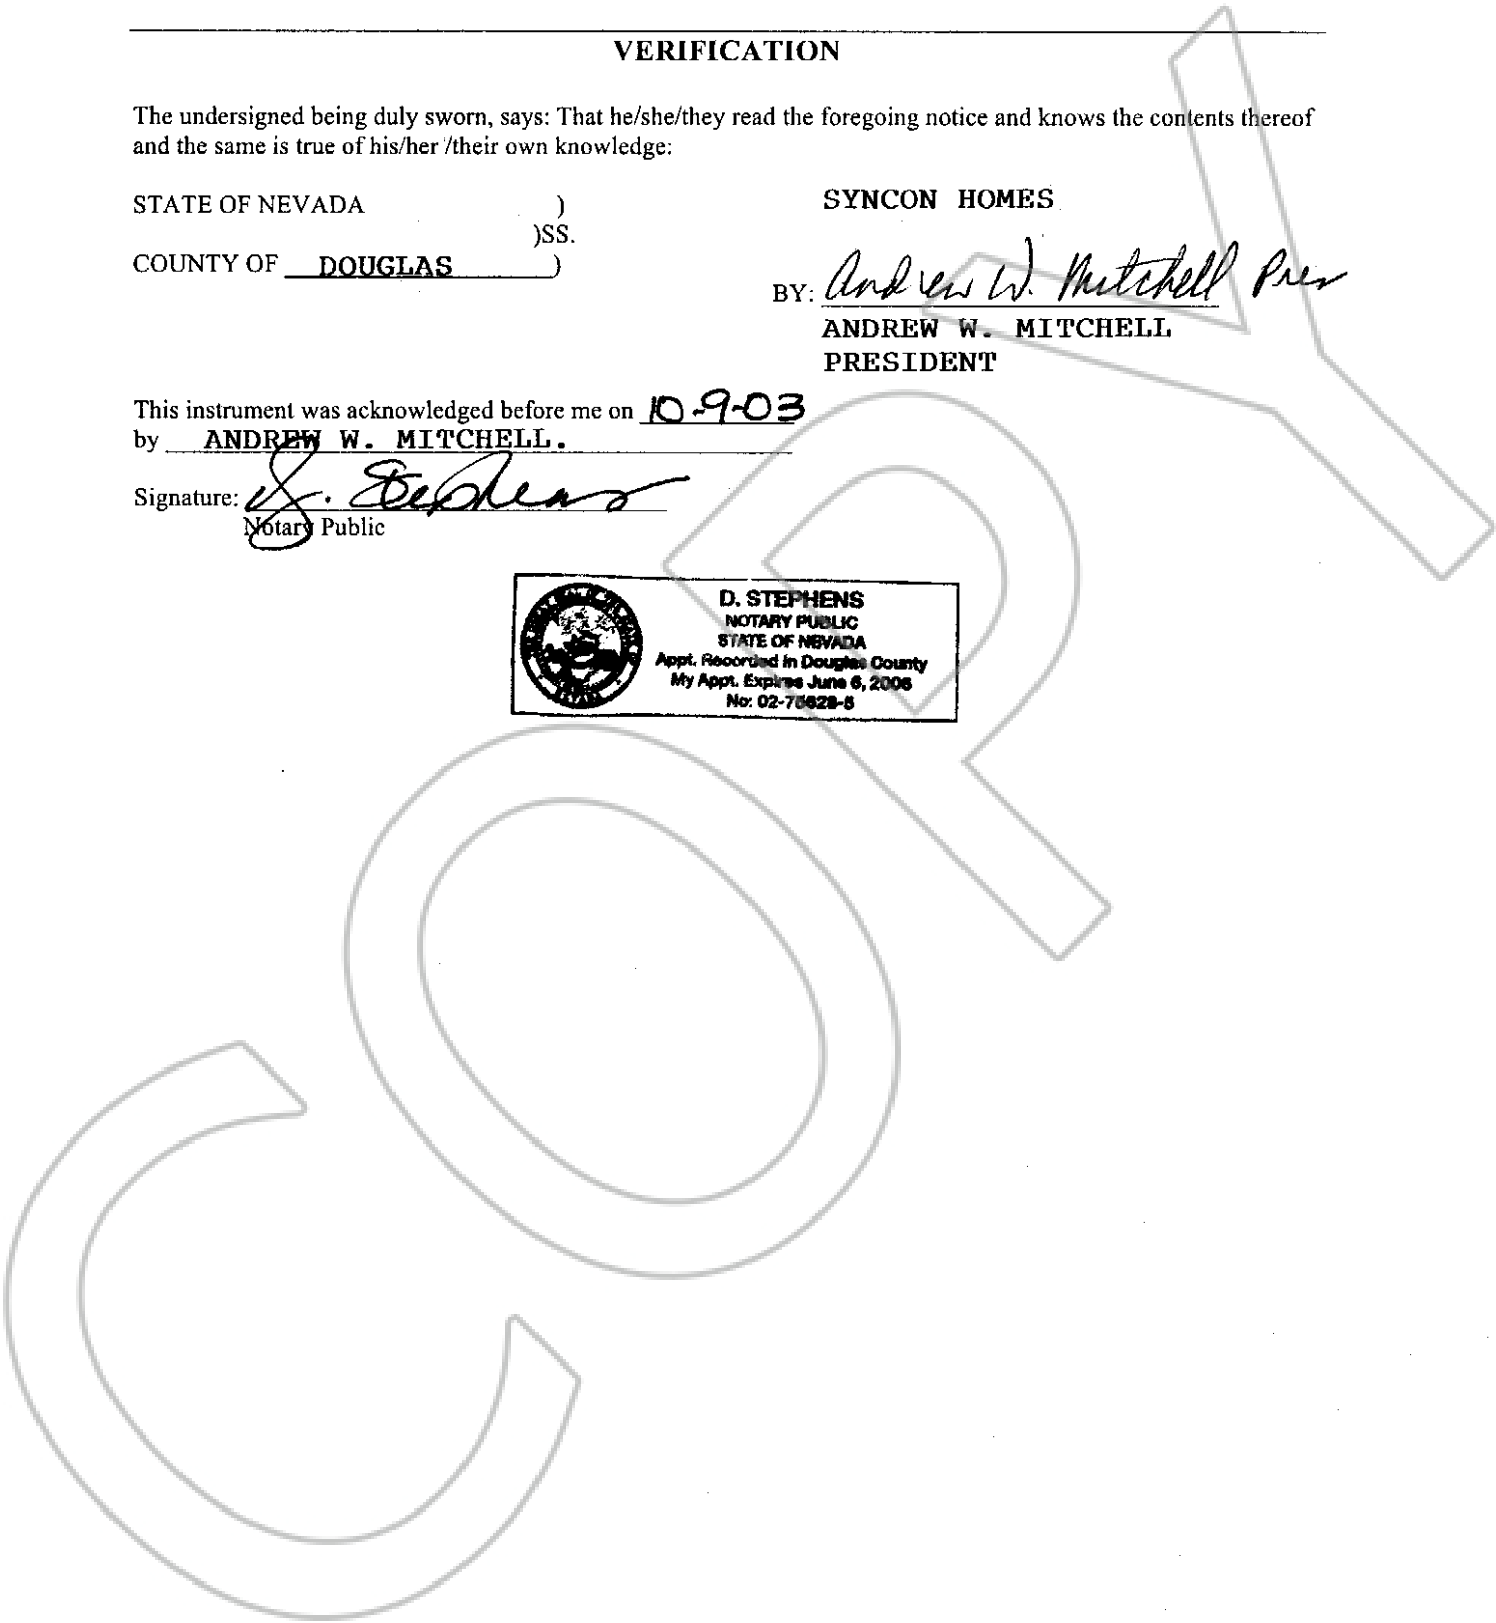 VERIFICATION
The undersigned being duly sworn, says: That he/she/they read the foregoing notice and knows the contents thereof
and the same is true of his/her /their own knowledge:
STATE OF NEVADA )
)SS.
COUNTY OF DOUGLAS )
SYNCON HOMES
BY: Andrew W. Mitchell Pres
ANDREW W. MITCHELL
PRESIDENT
This instrument was acknowledged before me on 10-9-03
by ANDREW W. MITCHELL.
Signature: D. Stephens
Notary Public
D. STEPHENS
NOTARY PUBLIC
STATE OF NEVADA
Appt. Recorded in Douglas County
My Appt. Expires June 6, 2006
No:
COPY